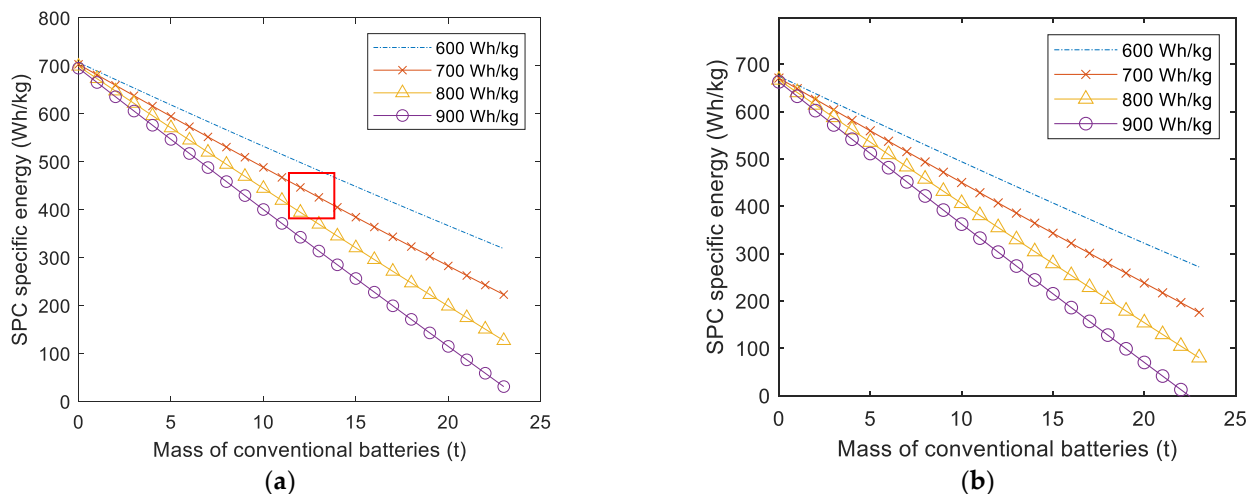 800
700
600
500
400
300
200
100
0
SPC specific energy (Wh/kg)
600 Wh/kg
700 Wh/kg
800 Wh/kg
900 Wh/kg
0 5 10 15 20 25
Mass of conventional batteries (t)
(a)
700
600
500
400
300
200
100
0
SPC specific energy (Wh/kg)
600 Wh/kg
700 Wh/kg
800 Wh/kg
900 Wh/kg
0 5 10 15 20 25
Mass of conventional batteries (t)
(b)